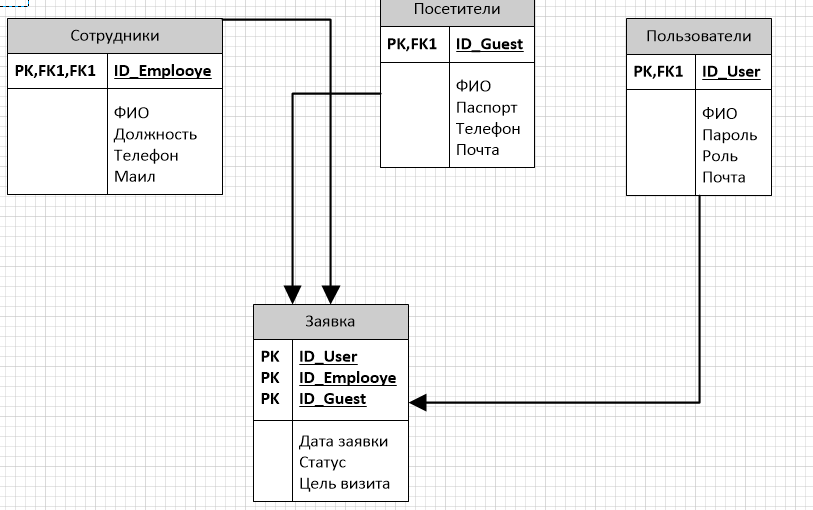 Сотрудники
PK,FK1,FK1 ID_Emplooye
ФИО
Должность
Телефон
Маил
Посетители
PK,FK1 ID_Guest
ФИО
Паспорт
Телефон
Почта
Пользователи
PK,FK1 ID_User
ФИО
Пароль
Роль
Почта
Заявка
PK ID_User
PK ID_Emplooye
PK ID_Guest
Дата заявки
Статус
Цель визита